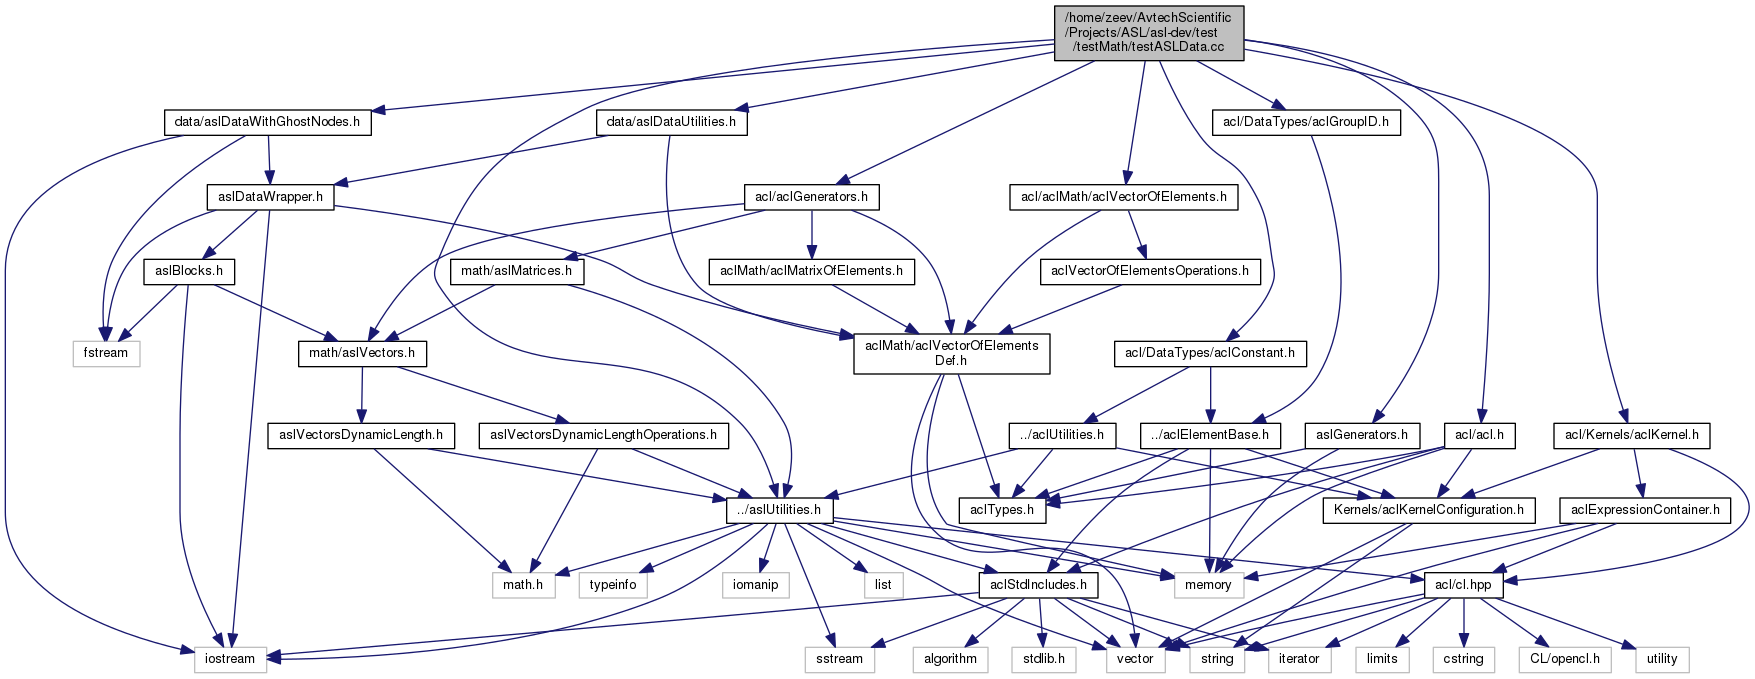 /home/zeev/AvtechScientific
/Projects/ASL/asl-dev/test
/testMath/testASLData.cc
data/aslDataWithGhostNodes.h
data/aslDataUtilities.h
acl/DataTypes/aclGroupID.h
aslDataWrapper.h
acl/aclGenerators.h
acl/aclMath/aclVectorOfElements.h
aslBlocks.h
math/aslMatrices.h
aclMath/aclMatrixOfElements.h
aclVectorOfElementsOperations.h
fstream
math/aslVectors.h
aclMath/aclVectorOfElements
Def.h
acl/DataTypes/aclConstant.h
aslVectorsDynamicLength.h
aslVectorsDynamicLengthOperations.h
../aclUtilities.h
../aclElementBase.h
aslGenerators.h
acl/acl.h
acl/Kernels/aclKernel.h
../aslUtilities.h
aclTypes.h
Kernels/aclKernelConfiguration.h
aclExpressionContainer.h
math.h
typeinfo
iomanip
list
aclStdIncludes.h
memory
acl/cl.hpp
iostream
sstream
algorithm
stdlib.h
vector
string
iterator
limits
cstring
CL/opencl.h
utility